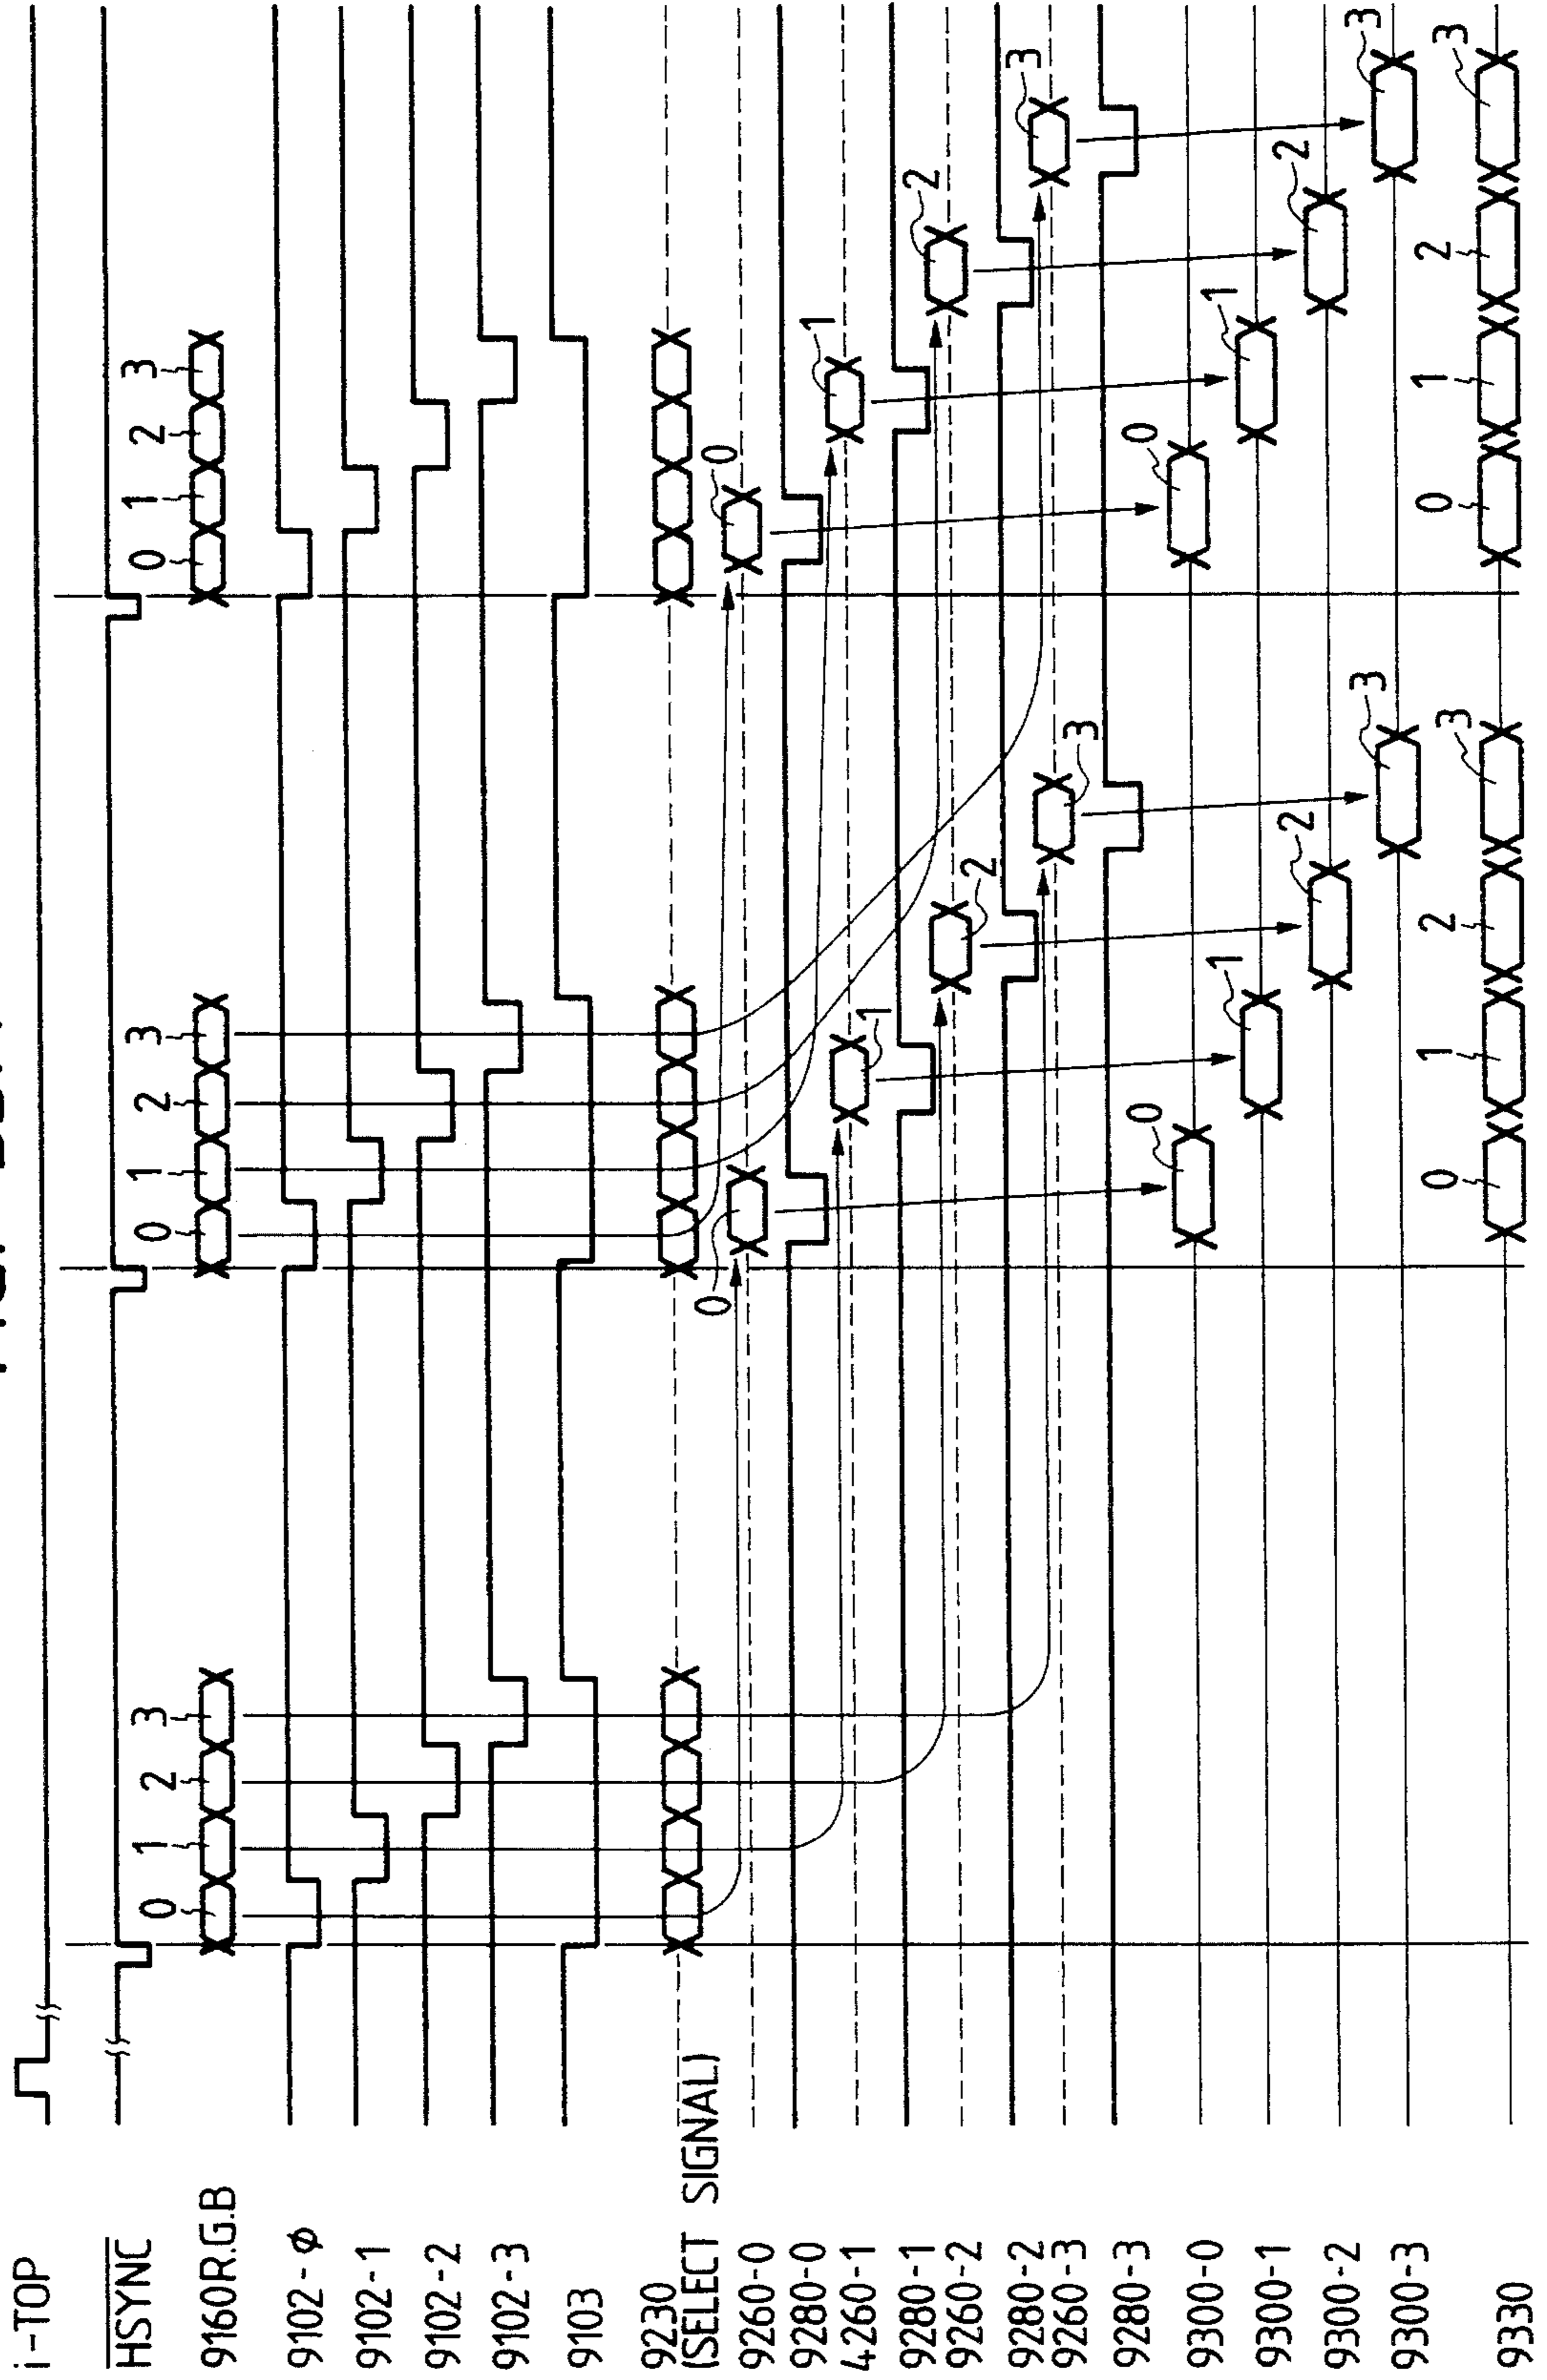 i-TOP
HSYNC
0 1 2 3 0 1 2 3 0 1 2 3
9160R.G.B
9102-φ
9102-1
9102-2
9102-3
9103
9230
(SELECT SIGNAL)
9260-0 0 0
9280-0
4260-1 1 1
9280-1
9260-2 2 2
9280-2
9260-3 3 3
9280-3
9300-0 0 0
9300-1 1 1
9300-2 2 2
9300-3 3 3
0 1 2 3 0 1 2 3
9330